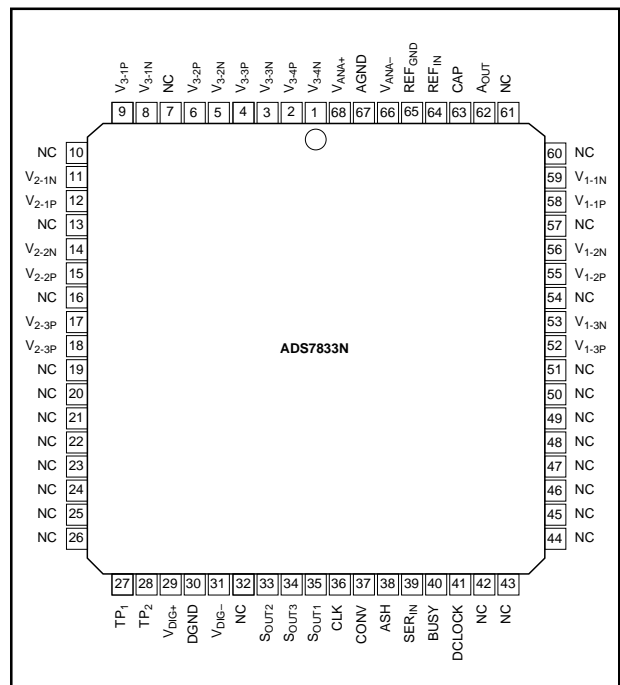 V3-1P V3-1N NC V3-2P V3-2N V3-3P V3-3N V3-4P V3-4N VANA+ AGND VANA– REFGND REFIN CAP AOUT NC
9 8 7 6 5 4 3 2 1 68 67 66 65 64 63 62 61
NC 10 60 NC
V2-1N 11 59 V1-1N
V2-1P 12 58 V1-1P
NC 13 57 NC
V2-2N 14 56 V1-2N
V2-2P 15 55 V1-2P
NC 16 54 NC
V2-3P 17 53 V1-3N
V2-3P 18 52 V1-3P
ADS7833N
NC 19 51 NC
NC 20 50 NC
NC 21 49 NC
NC 22 48 NC
NC 23 47 NC
NC 24 46 NC
NC 25 45 NC
NC 26 44 NC
27 28 29 30 31 32 33 34 35 36 37 38 39 40 41 42 43
TP1 TP2 VDIG+ DGND VDIG– NC SOUT2 SOUT3 SOUT1 CLK CONV ASH SERIN BUSY DCLOCK NC NC